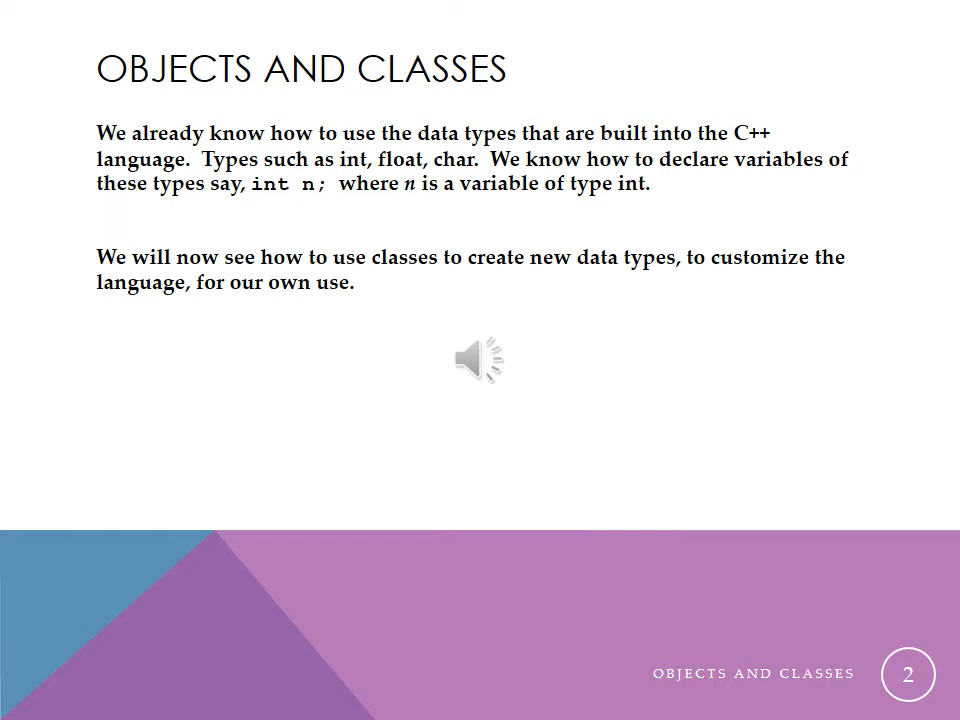 OBJECTS AND CLASSES
We already know how to use the data types that are built into the C++
language.  Types such as int, float, char.  We know how to declare variables of
these types say, int n;  where n is a variable of type int.
We will now see how to use classes to create new data types, to customize the
language, for our own use.
OBJECTS AND CLASSES
2